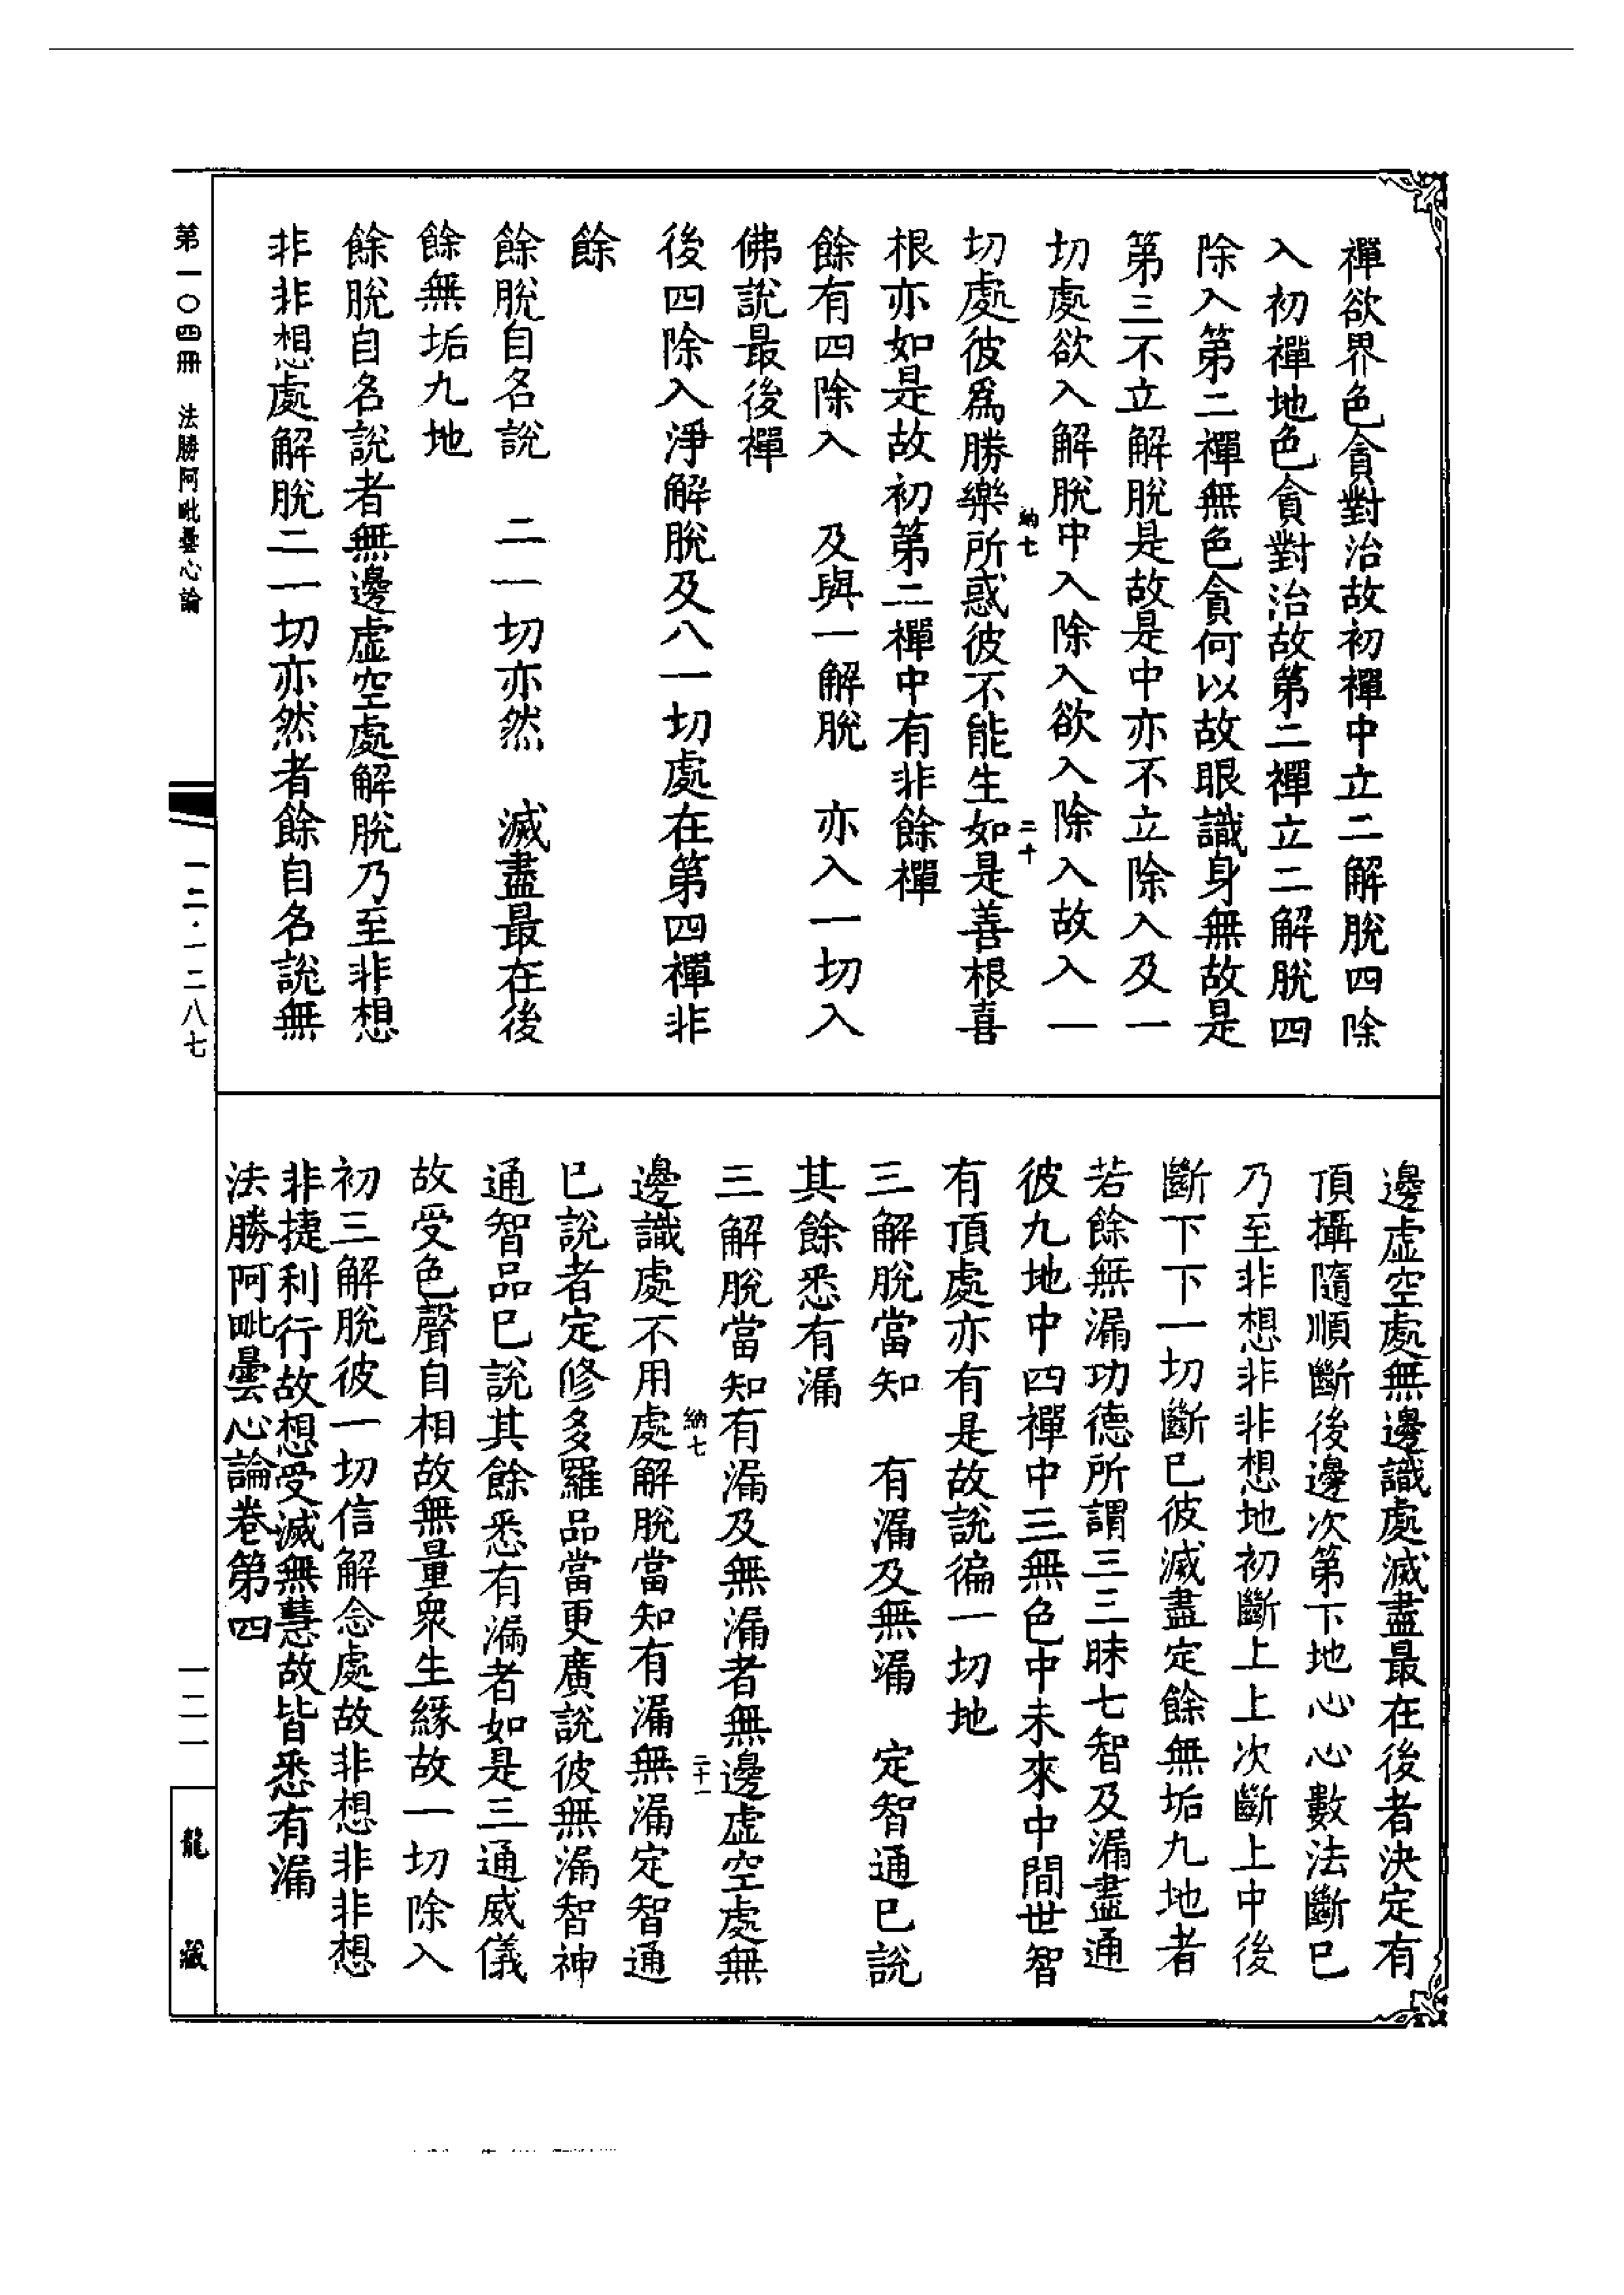 禪欲界色貪對治故初禪中立二解脫四除
入初禪地色貪對治故第二禪立二解脫四
除入第二禪無色貪何以故眼識身無故是
第三不立解脫是故是中亦不立除入及一
切處欲入解脫中入除入欲入除入故入一
納七
二十
切處彼爲勝樂所惑彼不能生如是善根喜
根亦如是故初第二禪中有非餘禪
餘有四除入 及與一解脫 亦入一切入
佛說最後禪
後四除入淨解脫及八一切處在第四禪非
餘
餘脫自名說 二一切亦然 滅盡最在後
餘無垢九地
餘脫自名說者無邊虛空處解脫乃至非想
非非想處解脫二一切亦然者餘自名說無
邊虛空處無邊識處滅盡最在後者決定有
頂攝隨順斷後邊次第下地心心數法斷已
乃至非想非非想地初斷上上次斷上中後
斷下下一切斷已彼滅盡定餘無垢九地者
若餘無漏功德所謂三三昧七智及漏盡通
彼九地中四禪中三無色中未來中間世智
有頂處亦有是故說徧一切地
三解脫當知 有漏及無漏 定智通已說
其餘悉有漏
三解脫當知有漏及無漏者無邊虛空處無
納七
二十一
邊識處不用處解脫當知有漏無漏定智通
已說者定修多羅品當更廣說彼無漏智神
通智品已說其餘悉有漏者如是三通威儀
故受色聲自相故無量衆生緣故一切除入
初三解脫彼一切信解念處故非想非非想
非捷利行故想受滅無慧故皆悉有漏
法勝阿毗曇心論卷第四
第一〇四冊 法勝阿毗曇心論
一二·一二八七
一二一
龍藏